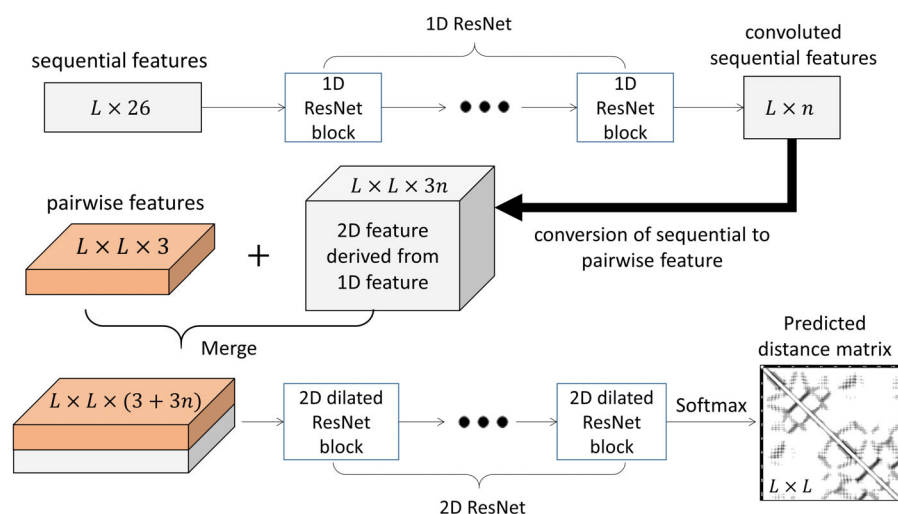 1D ResNet
sequential features
L × 26
1D
ResNet
block
1D
ResNet
block
convoluted
sequential features
L × n
pairwise features
L × L × 3
+
L × L × 3n
2D feature
derived from
1D feature
conversion of sequential to
pairwise feature
Merge
L × L × (3 + 3n)
2D dilated
ResNet
block
2D dilated
ResNet
block
Softmax
Predicted
distance matrix
L × L
2D ResNet